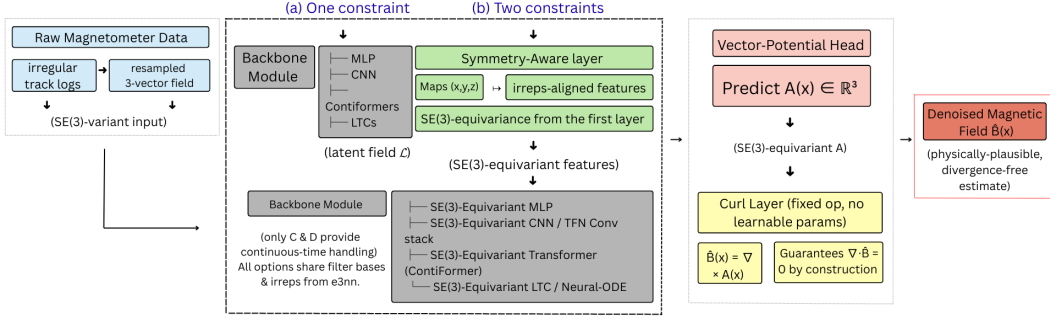 Raw Magnetometer Data
irregular
track logs
resampled
3-vector field
(SE(3)-variant input)
(a) One constraint
(b) Two constraints
Backbone
Module
├── MLP
├── CNN
├──
Contiformers
├── LTCs
(latent field ℒ)
Symmetry-Aware layer
Maps (x,y,z)
↦
irreps-aligned features
SE(3)-equivariance from the first layer
(SE(3)-equivariant features)
Backbone Module
(only C & D provide
continuous-time handling)
All options share filter bases
& irreps from e3nn.
├── SE(3)-Equivariant MLP
├── SE(3)-Equivariant CNN / TFN Conv
stack
├── SE(3)-Equivariant Transformer
(ContiFormer)
└── SE(3)-Equivariant LTC / Neural-ODE
Vector-Potential Head
Predict A(x) ∈ ℝ³
(SE(3)-equivariant A)
Curl Layer (fixed op, no
learnable params)
B̂(x) = ∇
× A(x)
Guarantees ∇·B̂ =
0 by construction
Denoised Magnetic
Field B̂(x)
(physically-plausible,
divergence-free
estimate)